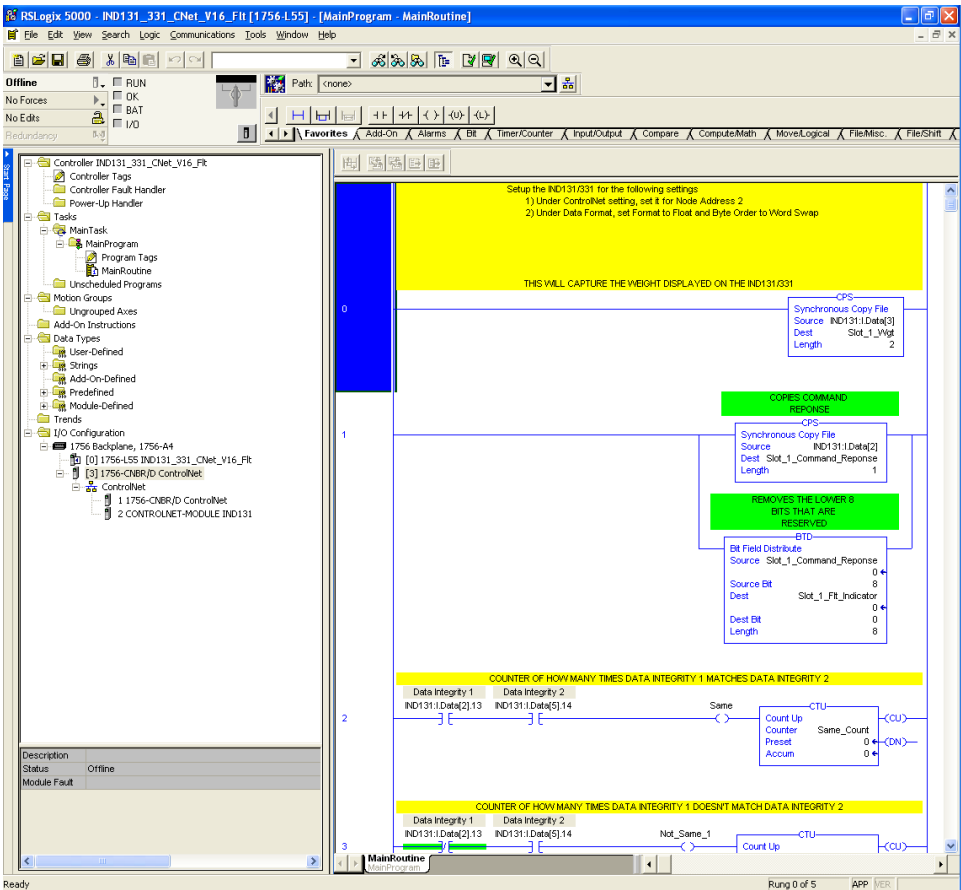 RSLogix 5000 - IND131_331_CNet_V16_Flt [1756-L55] - [MainProgram - MainRoutine]
File Edit View Search Logic Communications Tools Window Help
Offline
RUN
Path: <none>
No Forces
OK
BAT
No Edits
I/O
Redundancy
Favorites Add-On Alarms Bit Timer/Counter Input/Output Compare Compute/Math Move/Logical File/Misc. File/Shift
Start Page
Controller IND131_331_CNet_V16_Flt
Controller Tags
Controller Fault Handler
Power-Up Handler
Tasks
MainTask
MainProgram
Program Tags
MainRoutine
Unscheduled Programs
Motion Groups
Ungrouped Axes
Add-On Instructions
Data Types
User-Defined
Strings
Add-On-Defined
Predefined
Module-Defined
Trends
I/O Configuration
1756 Backplane, 1756-A4
[0] 1756-L55 IND131_331_CNet_V16_Flt
[3] 1756-CNBR/D ControlNet
ControlNet
1 1756-CNBR/D ControlNet
2 CONTROLNET-MODULE IND131
Description
Status Offline
Module Fault
Setup the IND131/331 for the following settings
1) Under ControlNet setting, set it for Node Address 2
2) Under Data Format, set Format to Float and Byte Order to Word Swap
THIS WILL CAPTURE THE WEIGHT DISPLAYED ON THE IND131/331
0
CPS
Synchronous Copy File
Source IND131:I.Data[3]
Dest Slot_1_Wgt
Length 2
COPIES COMMAND
REPONSE
1
CPS
Synchronous Copy File
Source IND131:I.Data[2]
Dest Slot_1_Command_Reponse
Length 1
REMOVES THE LOWER 8
BITS THAT ARE
RESERVED
BTD
Bit Field Distribute
Source Slot_1_Command_Reponse
0
Source Bit 8
Dest Slot_1_Flt_Indicator
0
Dest Bit 0
Length 8
COUNTER OF HOW MANY TIMES DATA INTEGRITY 1 MATCHES DATA INTEGRITY 2
Data Integrity 1 Data Integrity 2
IND131:I.Data[2].13 IND131:I.Data[5].14 Same
2
CTU
Count Up
Counter Same_Count
Preset 0
Accum 0
(CU)
(DN)
COUNTER OF HOW MANY TIMES DATA INTEGRITY 1 DOESN'T MATCH DATA INTEGRITY 2
Data Integrity 1 Data Integrity 2
IND131:I.Data[2].13 IND131:I.Data[5].14 Not_Same_1
3
CTU
Count Up
(CU)
MainRoutine
MainProgram
Ready
Rung 0 of 5 APP VER